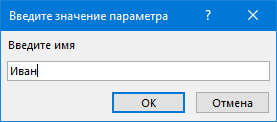 Введите значение параметра ?
Введите имя
Иван
ОК
Отмена